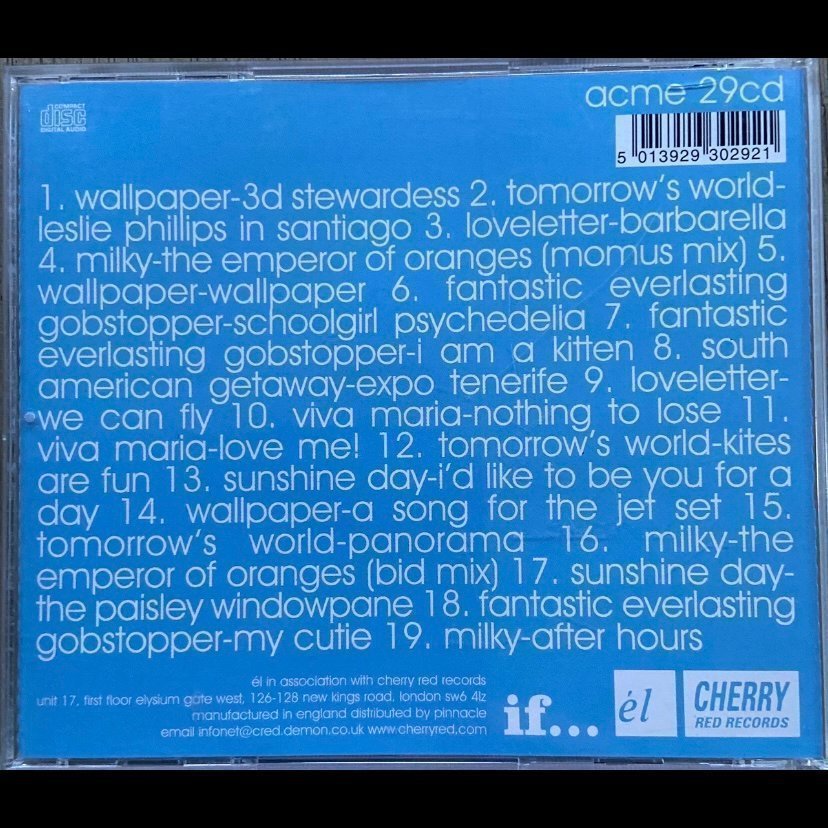 acme 29cd
COMPACT
disc
DIGITAL AUDIO
5 013929 302921
1. wallpaper-3d stewardess 2. tomorrow's world-
leslie phillips in santiago 3. loveletter-barbarella
4. milky-the emperor of oranges (momus mix) 5.
wallpaper-wallpaper 6. fantastic everlasting
gobstopper-schoolgirl psychedelia 7. fantastic
everlasting gobstopper-i am a kitten 8. south
american getaway-expo tenerife 9. loveletter-
we can fly 10. viva maria-nothing to lose 11.
viva maria-love me! 12. tomorrow's world-kites
are fun 13. sunshine day-i'd like to be you for a
day 14. wallpaper-a song for the jet set 15.
tomorrow's world-panorama 16. milky-the
emperor of oranges (bid mix) 17. sunshine day-
the paisley windowpane 18. fantastic everlasting
gobstopper-my cutie 19. milky-after hours
él in association with cherry red records
unit 17, first floor elysium gate west, 126-128 new kings road, london sw6 4lz
manufactured in england distributed by pinnacle
email infonet@cred.demon.co.uk www.cherryred.com
if...
él
CHERRY
RED RECORDS